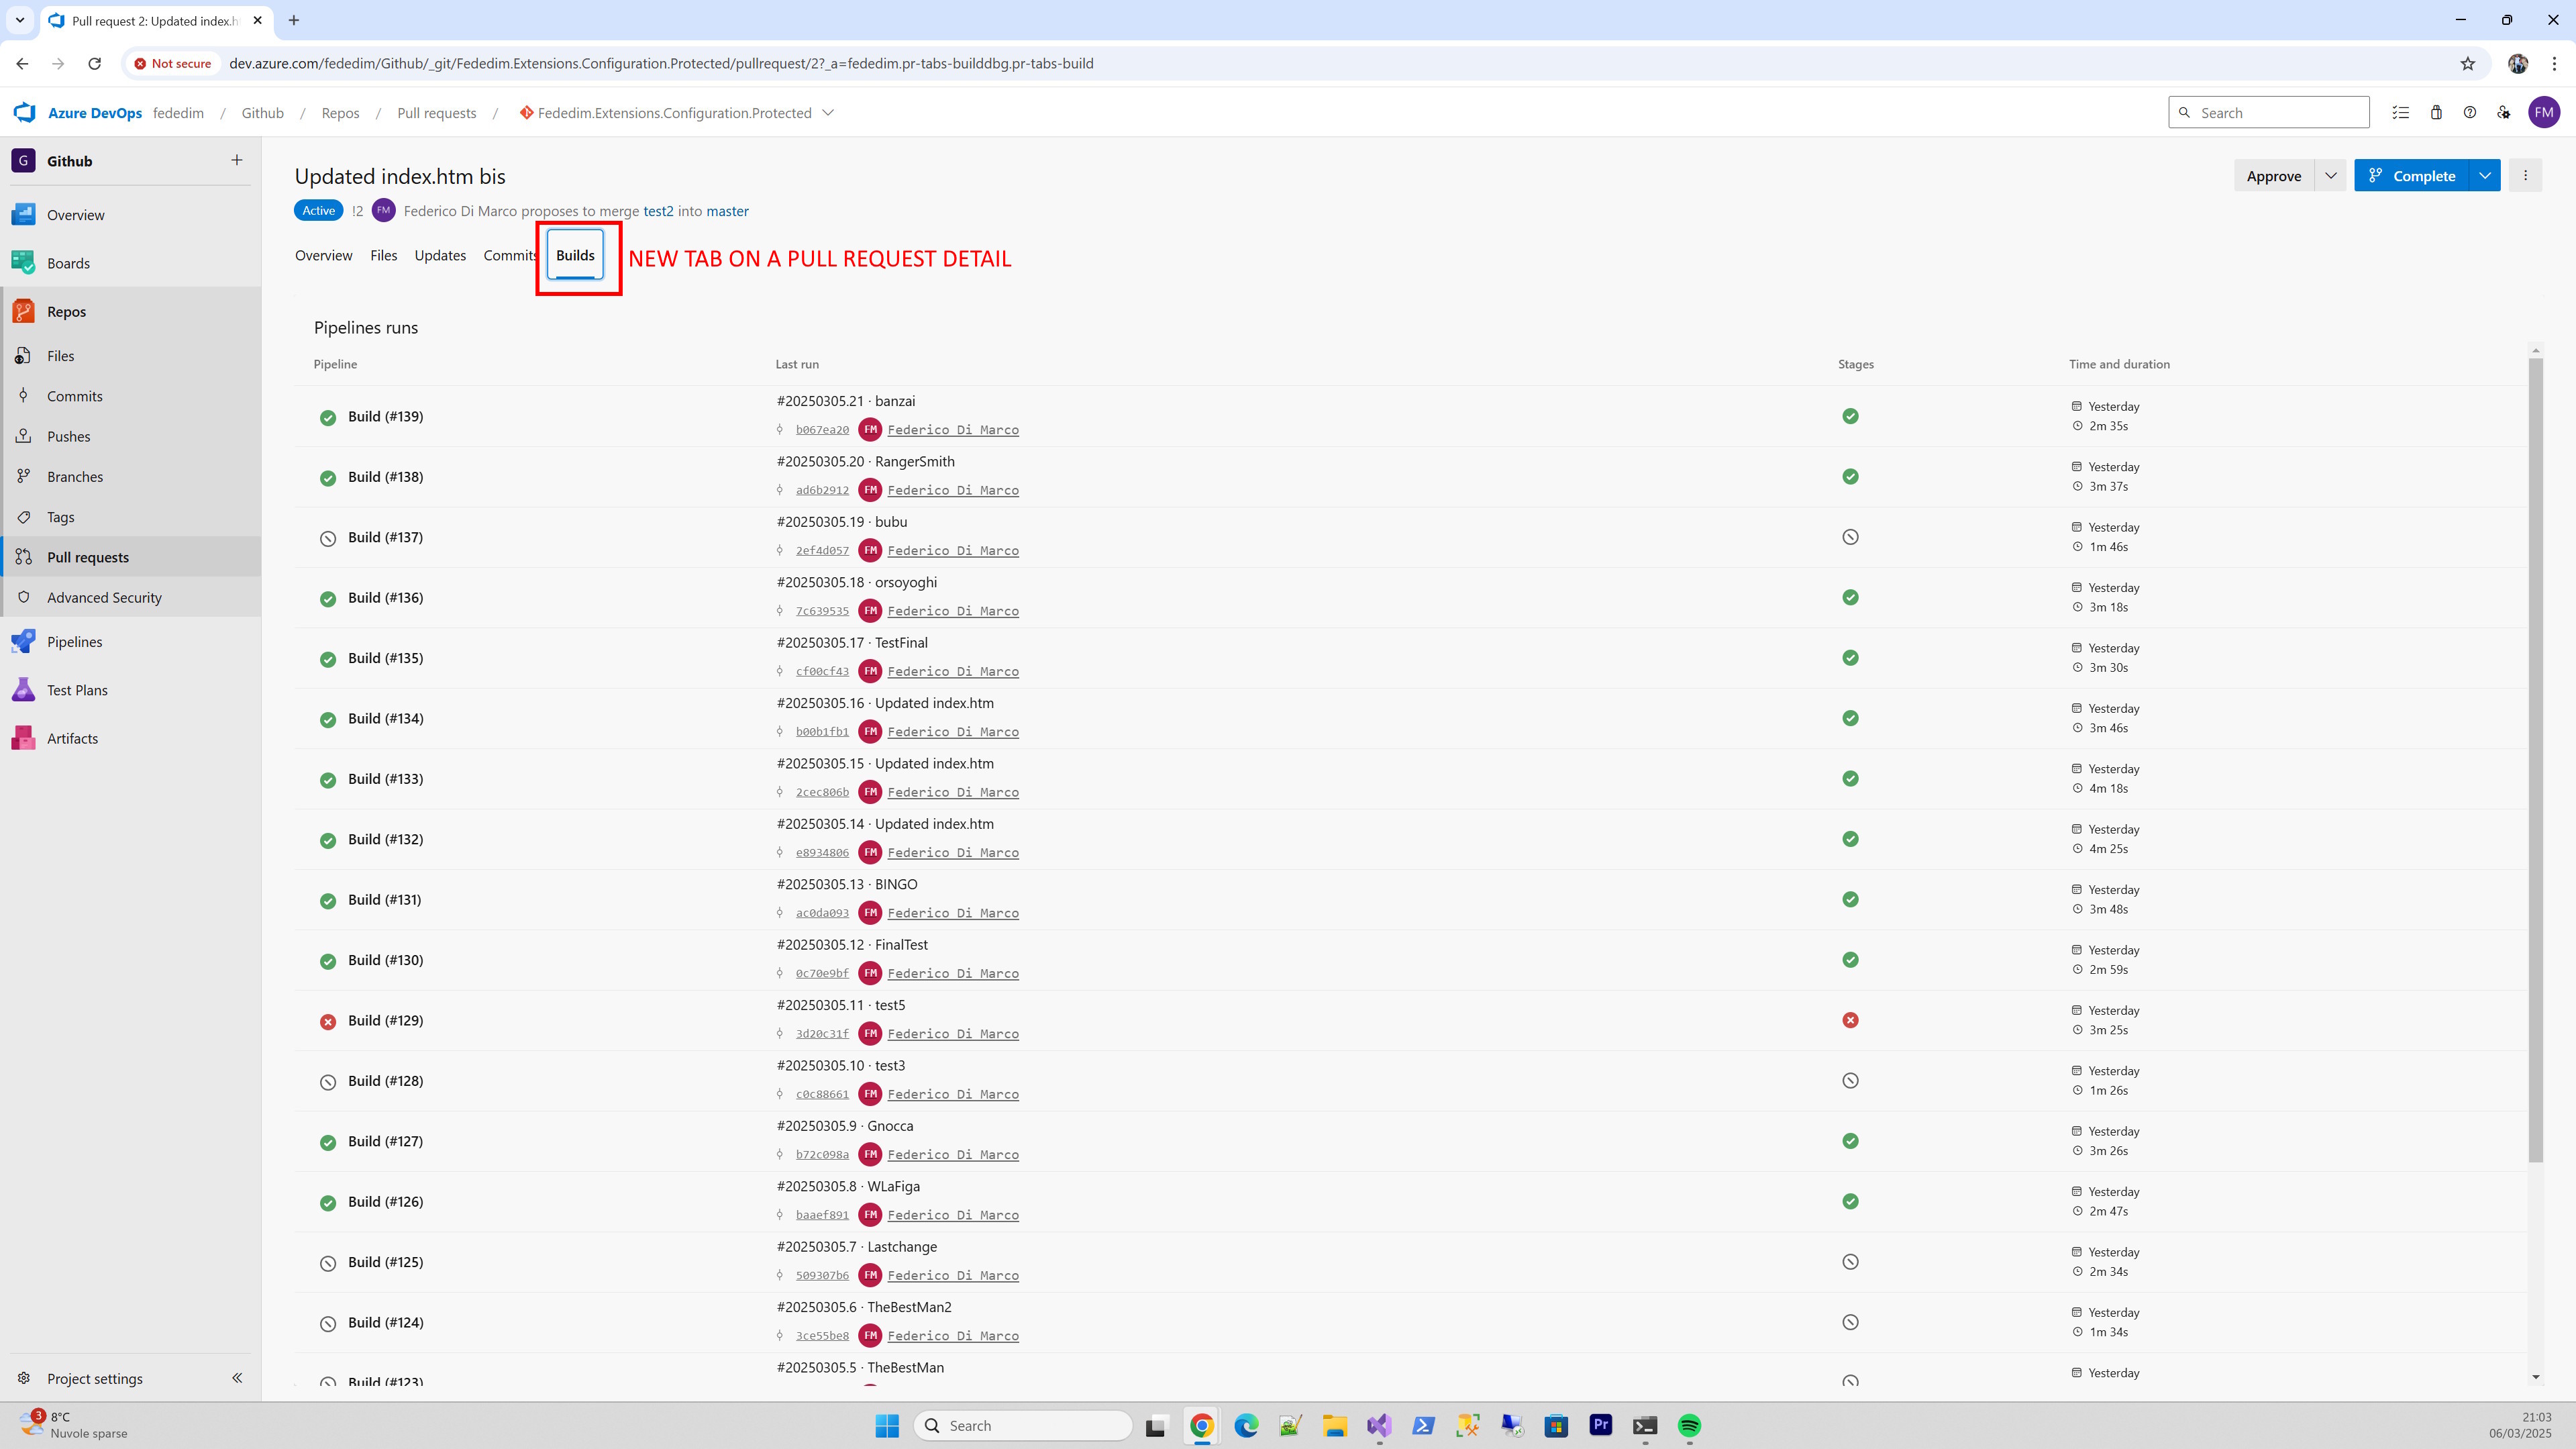 Pull request 2: Updated index.h
Not secure
dev.azure.com/fededim/Github/_git/Fededim.Extensions.Configuration.Protected/pullrequest/2?_a=fededim.pr-tabs-builddbg.pr-tabs-build
Azure DevOps fededim / Github / Repos / Pull requests / Fededim.Extensions.Configuration.Protected
Search
FM
G Github
Overview
Boards
Repos
Files
Commits
Pushes
Branches
Tags
Pull requests
Advanced Security
Pipelines
Test Plans
Artifacts
Project settings
Updated index.htm bis
Approve
Complete
Active !2 FM Federico Di Marco proposes to merge test2 into master
Overview Files Updates Commits Builds
NEW TAB ON A PULL REQUEST DETAIL
Pipelines runs
Pipeline Last run Stages Time and duration
Build (#139)
#20250305.21 · banzai
b067ea20 FM Federico Di Marco
Yesterday
2m 35s
Build (#138)
#20250305.20 · RangerSmith
ad6b2912 FM Federico Di Marco
Yesterday
3m 37s
Build (#137)
#20250305.19 · bubu
2ef4d057 FM Federico Di Marco
Yesterday
1m 46s
Build (#136)
#20250305.18 · orsoyoghi
7c639535 FM Federico Di Marco
Yesterday
3m 18s
Build (#135)
#20250305.17 · TestFinal
cf00cf43 FM Federico Di Marco
Yesterday
3m 30s
Build (#134)
#20250305.16 · Updated index.htm
b00b1fb1 FM Federico Di Marco
Yesterday
3m 46s
Build (#133)
#20250305.15 · Updated index.htm
2cec806b FM Federico Di Marco
Yesterday
4m 18s
Build (#132)
#20250305.14 · Updated index.htm
e8934806 FM Federico Di Marco
Yesterday
4m 25s
Build (#131)
#20250305.13 · BINGO
ac0da093 FM Federico Di Marco
Yesterday
3m 48s
Build (#130)
#20250305.12 · FinalTest
0c70e9bf FM Federico Di Marco
Yesterday
2m 59s
Build (#129)
#20250305.11 · test5
3d20c31f FM Federico Di Marco
Yesterday
3m 25s
Build (#128)
#20250305.10 · test3
c0c88661 FM Federico Di Marco
Yesterday
1m 26s
Build (#127)
#20250305.9 · Gnocca
b72c098a FM Federico Di Marco
Yesterday
3m 26s
Build (#126)
#20250305.8 · WLaFiga
baaef891 FM Federico Di Marco
Yesterday
2m 47s
Build (#125)
#20250305.7 · Lastchange
509307b6 FM Federico Di Marco
Yesterday
2m 34s
Build (#124)
#20250305.6 · TheBestMan2
3ce55be8 FM Federico Di Marco
Yesterday
1m 34s
Build (#123)
#20250305.5 · TheBestMan
Yesterday
3
8°C
Nuvole sparse
Search
Pr
21:03
06/03/2025